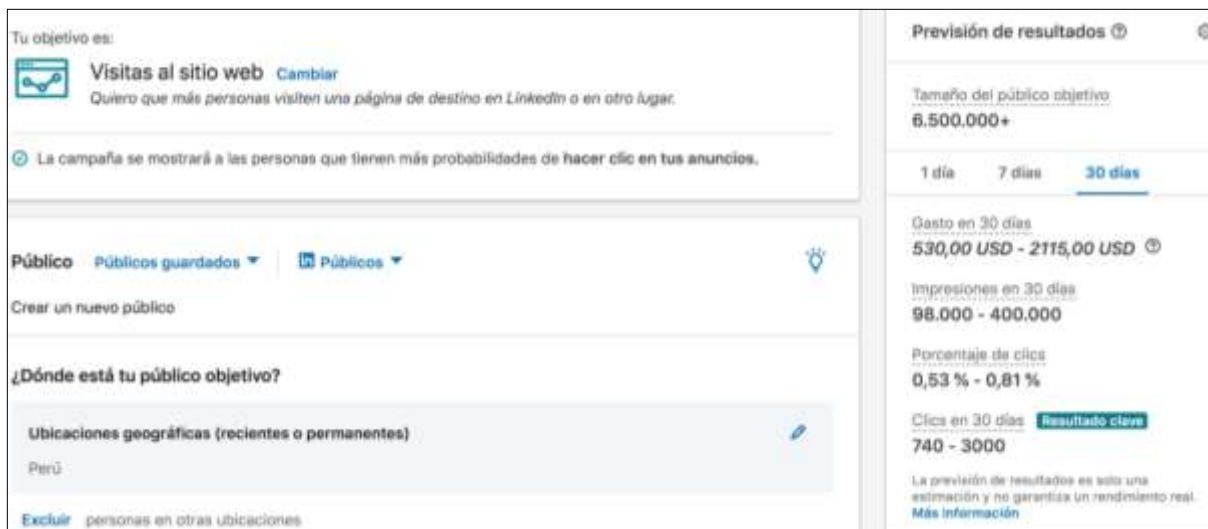 Tu objetivo es:
Visitas al sitio web Cambiar
Quiero que más personas visiten una página de destino en LinkedIn o en otro lugar.
La campaña se mostrará a las personas que tienen más probabilidades de hacer clic en tus anuncios.
Público Públicos guardados in Públicos
Crear un nuevo público
¿Dónde está tu público objetivo?
Ubicaciones geográficas (recientes o permanentes)
Perú
Excluir personas en otras ubicaciones
Previsión de resultados
Tamaño del público objetivo
6.500.000+
1 día 7 días 30 días
Gasto en 30 días
530,00 USD - 2115,00 USD
Impresiones en 30 días
98.000 - 400.000
Porcentaje de clics
0,53 % - 0,81 %
Clics en 30 días Resultado clave
740 - 3000
La previsión de resultados es solo una
estimación y no garantiza un rendimiento real.
Más información